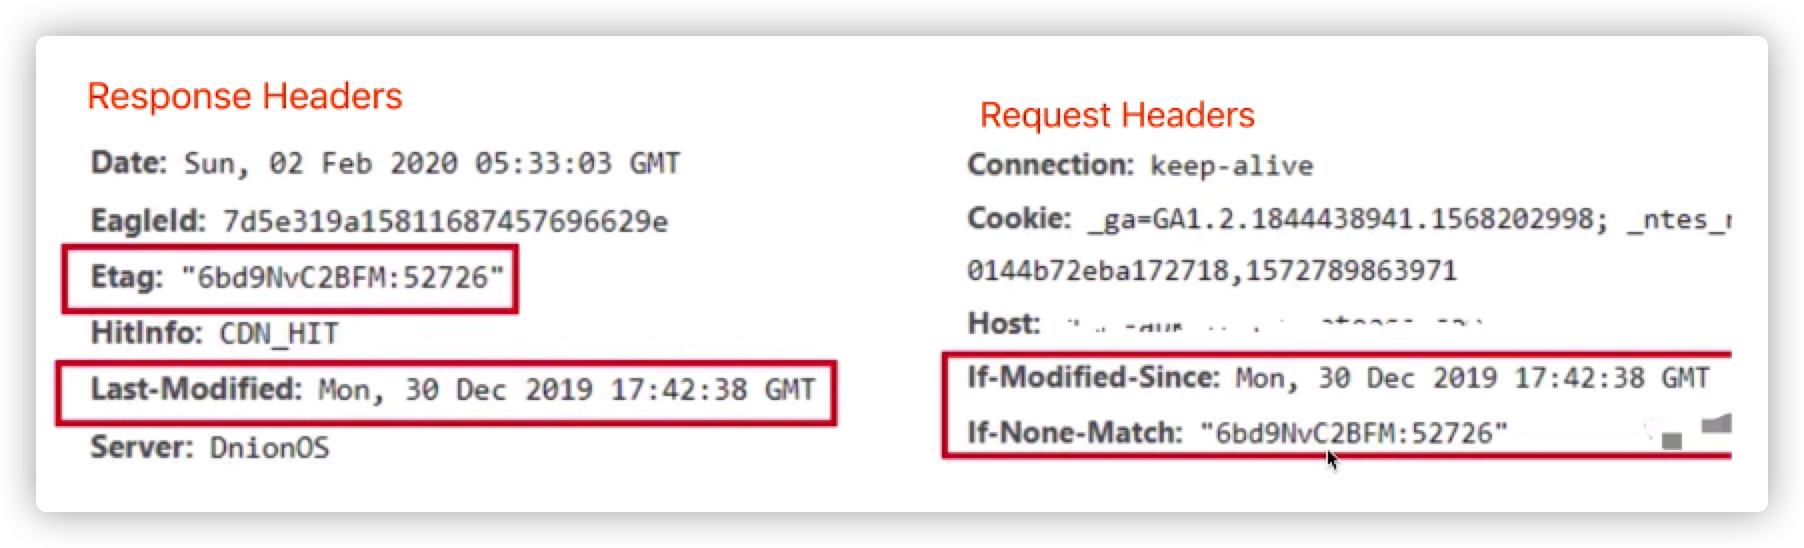 Response Headers
Date: Sun, 02 Feb 2020 05:33:03 GMT
EagleId: 7d5e319a15811687457696629e
Etag: "6bd9NvC2BFM:52726"
HitInfo: CDN_HIT
Last-Modified: Mon, 30 Dec 2019 17:42:38 GMT
Server: DnionOS
Request Headers
Connection: keep-alive
Cookie: _ga=GA1.2.1844438941.1568202998; _ntes_
0144b72eba172718,1572789863971
Host:
If-Modified-Since: Mon, 30 Dec 2019 17:42:38 GMT
If-None-Match: "6bd9NvC2BFM:52726"